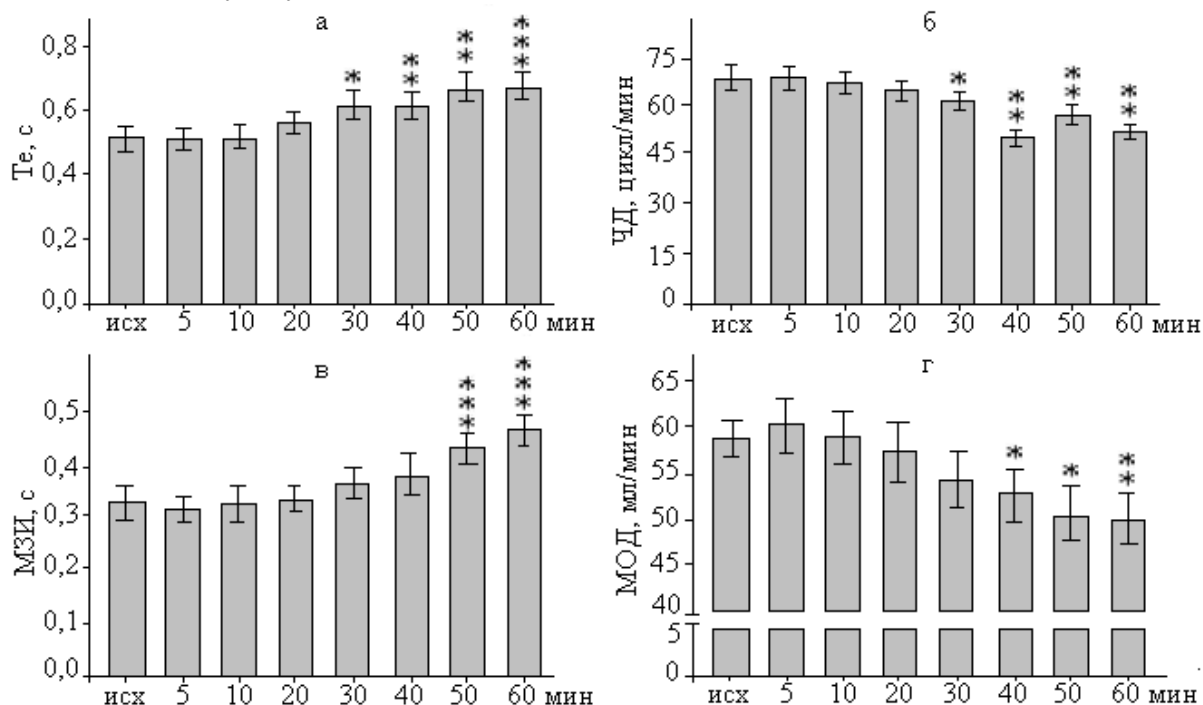 а
Те, с
0,8
0,6
0,4
0,2
0,0
* ** ** ***
исх 5 10 20 30 40 50 60 мин
б
ЧД, цикл/мин
75
60
45
30
15
0
* ** ** **
исх 5 10 20 30 40 50 60 мин
в
МЗИ, с
0,5
0,4
0,3
0,2
0,1
0,0
*** ***
исх 5 10 20 30 40 50 60 мин
г
МОД, мл/мин
65
60
55
50
45
40
5
0
* * **
исх 5 10 20 30 40 50 60 мин